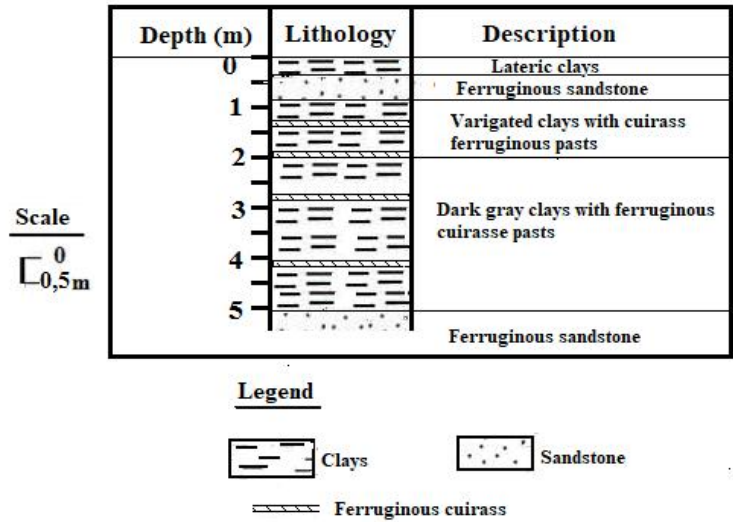 Depth (m) Lithology Description
0
Lateric clays
Ferruginous sandstone
1
Varigated clays with cuirass
ferruginous pasts
2
3
Dark gray clays with ferruginous
cuirasse pasts
4
5
Ferruginous sandstone
Scale
0
0,5 m
Legend
Clays
Sandstone
Ferruginous cuirass